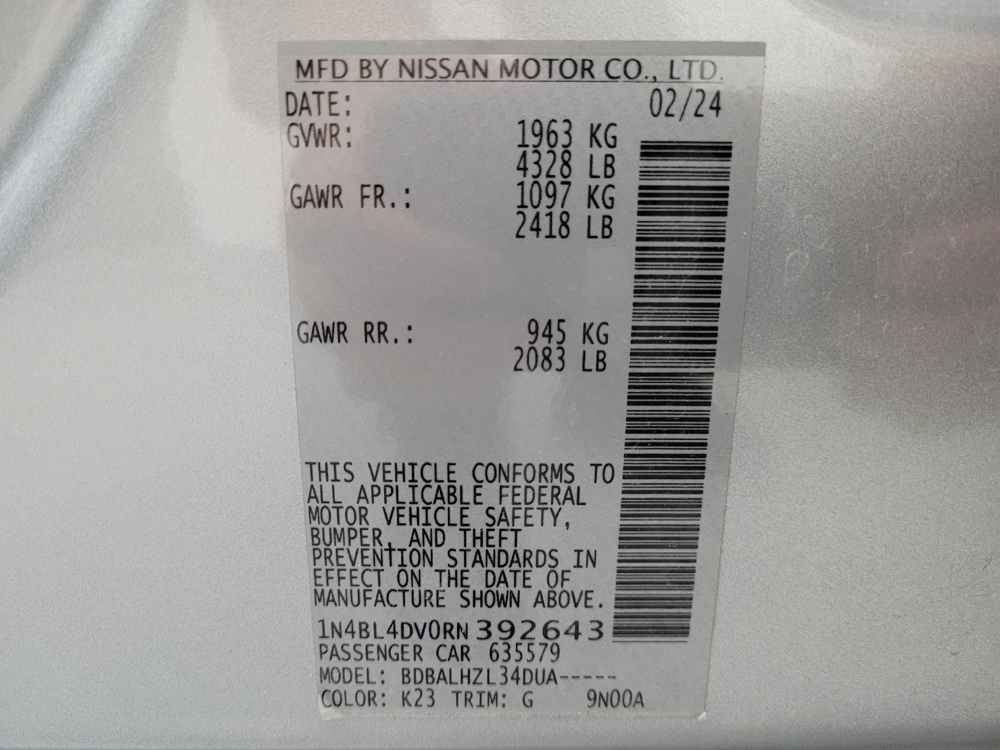 MFD BY NISSAN MOTOR CO., LTD.
DATE: 02/24
GVWR: 1963 KG
4328 LB
GAWR FR.: 1097 KG
2418 LB
GAWR RR.: 945 KG
2083 LB
THIS VEHICLE CONFORMS TO
ALL APPLICABLE FEDERAL
MOTOR VEHICLE SAFETY,
BUMPER, AND THEFT
PREVENTION STANDARDS IN
EFFECT ON THE DATE OF
MANUFACTURE SHOWN ABOVE.
1N4BL4DV0RN392643
PASSENGER CAR 635579
MODEL: BDBALHZL34DUA-----
COLOR: K23 TRIM: G 9N00A